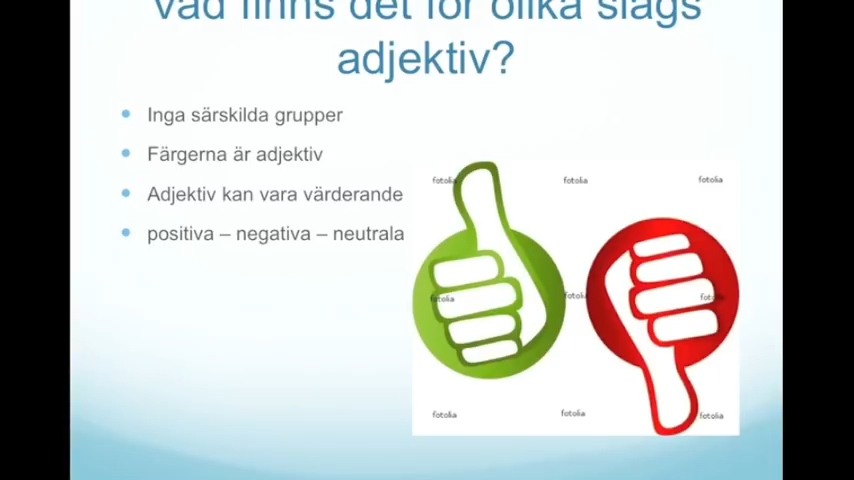 Vad finns det för olika slags
adjektiv?
Inga särskilda grupper
Färgerna är adjektiv
Adjektiv kan vara värderande
positiva – negativa – neutrala
fotolia
fotolia
fotolia
fotolia
fotolia
fotolia
fotolia
fotolia
fotolia